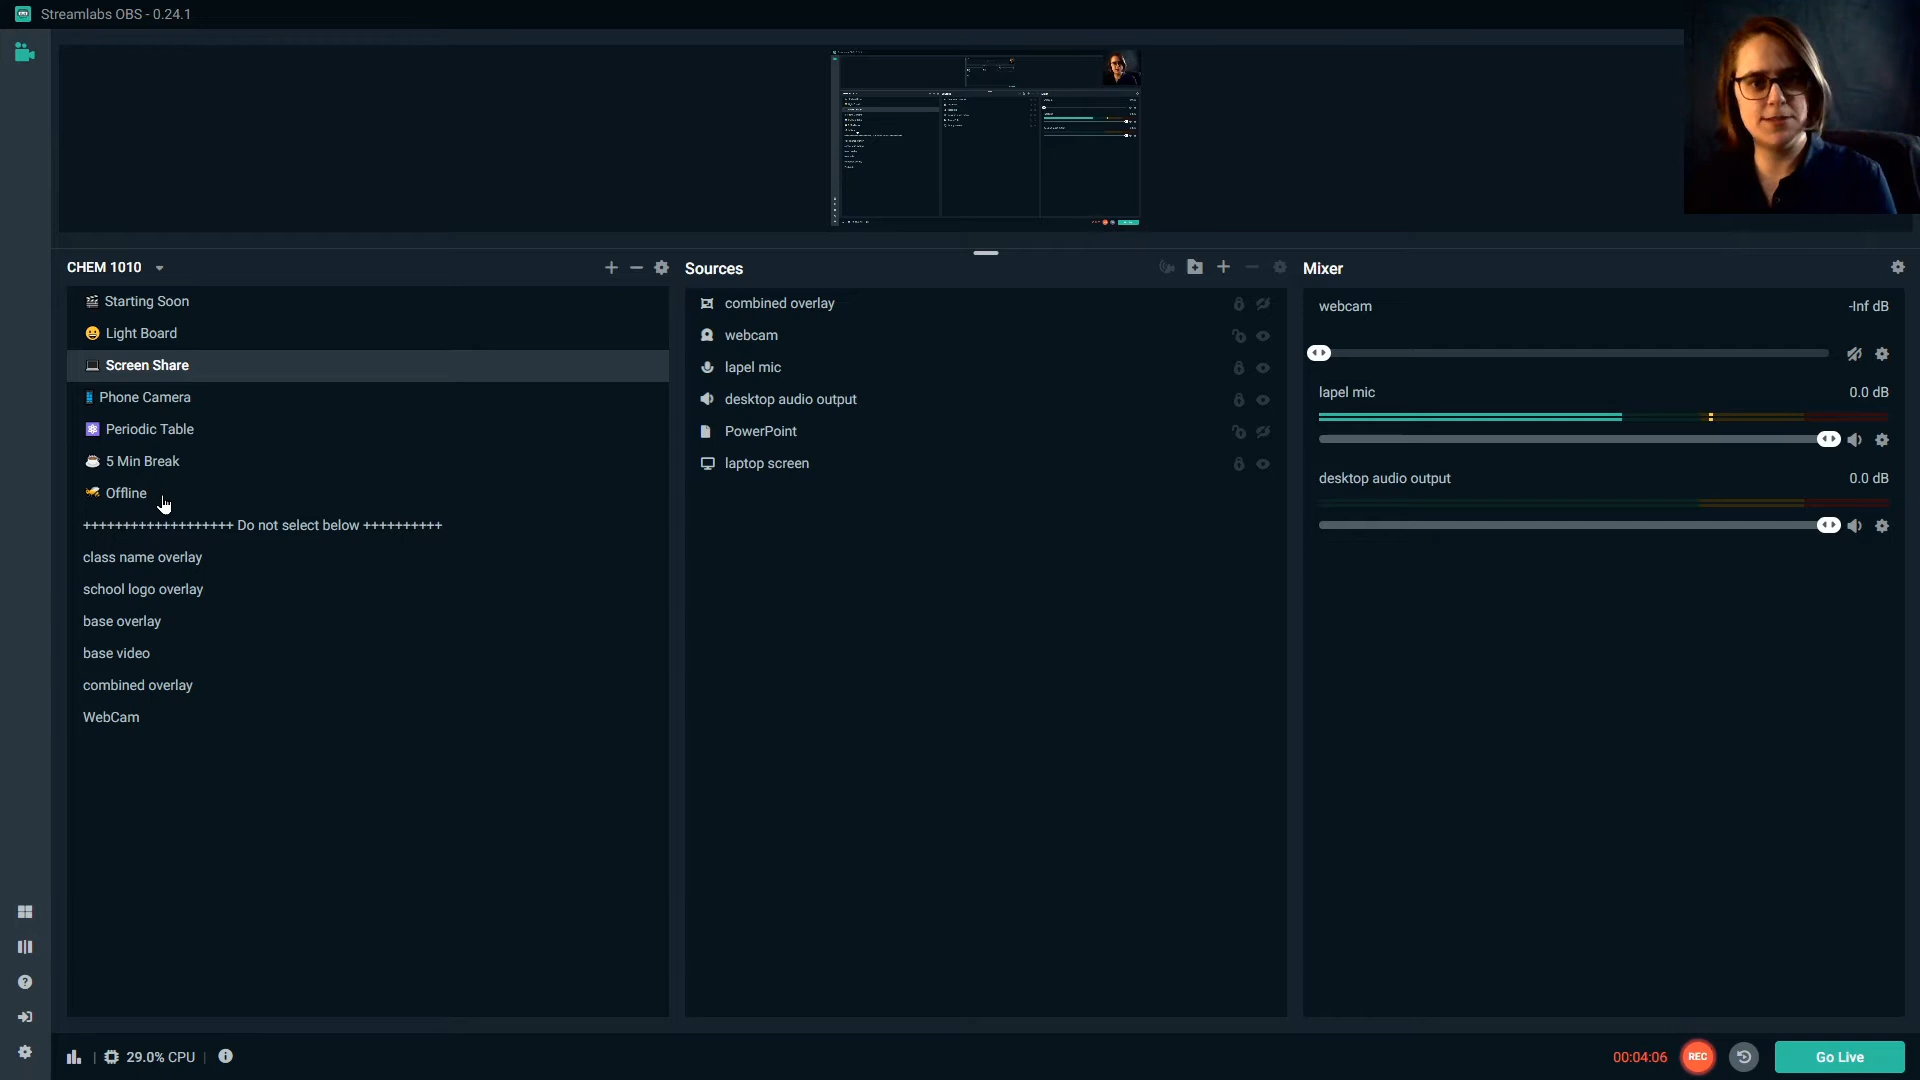 Streamlabs OBS - 0.24.1
CHEM 1010
Starting Soon
Light Board
Screen Share
Phone Camera
Periodic Table
5 Min Break
Offline
+++++++++++++++++++ Do not select below ++++++++++
class name overlay
school logo overlay
base overlay
base video
combined overlay
WebCam
Sources
combined overlay
webcam
lapel mic
desktop audio output
PowerPoint
laptop screen
Mixer
webcam -Inf dB
lapel mic 0.0 dB
desktop audio output 0.0 dB
29.0% CPU
00:04:06 REC Go Live